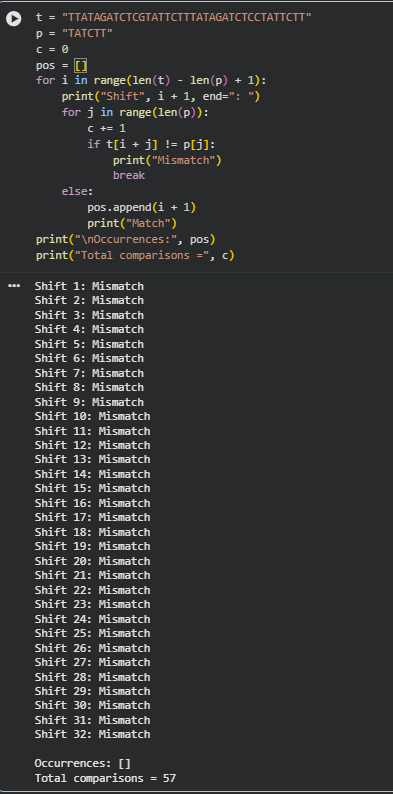 t = "TTATAGATCTCGTATTCTTTATAGATCTCCTATTCTT"
p = "TATCTT"
c = 0
pos = []
for i in range(len(t) - len(p) + 1):
    print("Shift", i + 1, end=": ")
    for j in range(len(p)):
        c += 1
        if t[i + j] != p[j]:
            print("Mismatch")
            break
    else:
        pos.append(i + 1)
        print("Match")
print("\nOccurrences:", pos)
print("Total comparisons =", c)
Shift 1: Mismatch
Shift 2: Mismatch
Shift 3: Mismatch
Shift 4: Mismatch
Shift 5: Mismatch
Shift 6: Mismatch
Shift 7: Mismatch
Shift 8: Mismatch
Shift 9: Mismatch
Shift 10: Mismatch
Shift 11: Mismatch
Shift 12: Mismatch
Shift 13: Mismatch
Shift 14: Mismatch
Shift 15: Mismatch
Shift 16: Mismatch
Shift 17: Mismatch
Shift 18: Mismatch
Shift 19: Mismatch
Shift 20: Mismatch
Shift 21: Mismatch
Shift 22: Mismatch
Shift 23: Mismatch
Shift 24: Mismatch
Shift 25: Mismatch
Shift 26: Mismatch
Shift 27: Mismatch
Shift 28: Mismatch
Shift 29: Mismatch
Shift 30: Mismatch
Shift 31: Mismatch
Shift 32: Mismatch
Occurrences: []
Total comparisons = 57